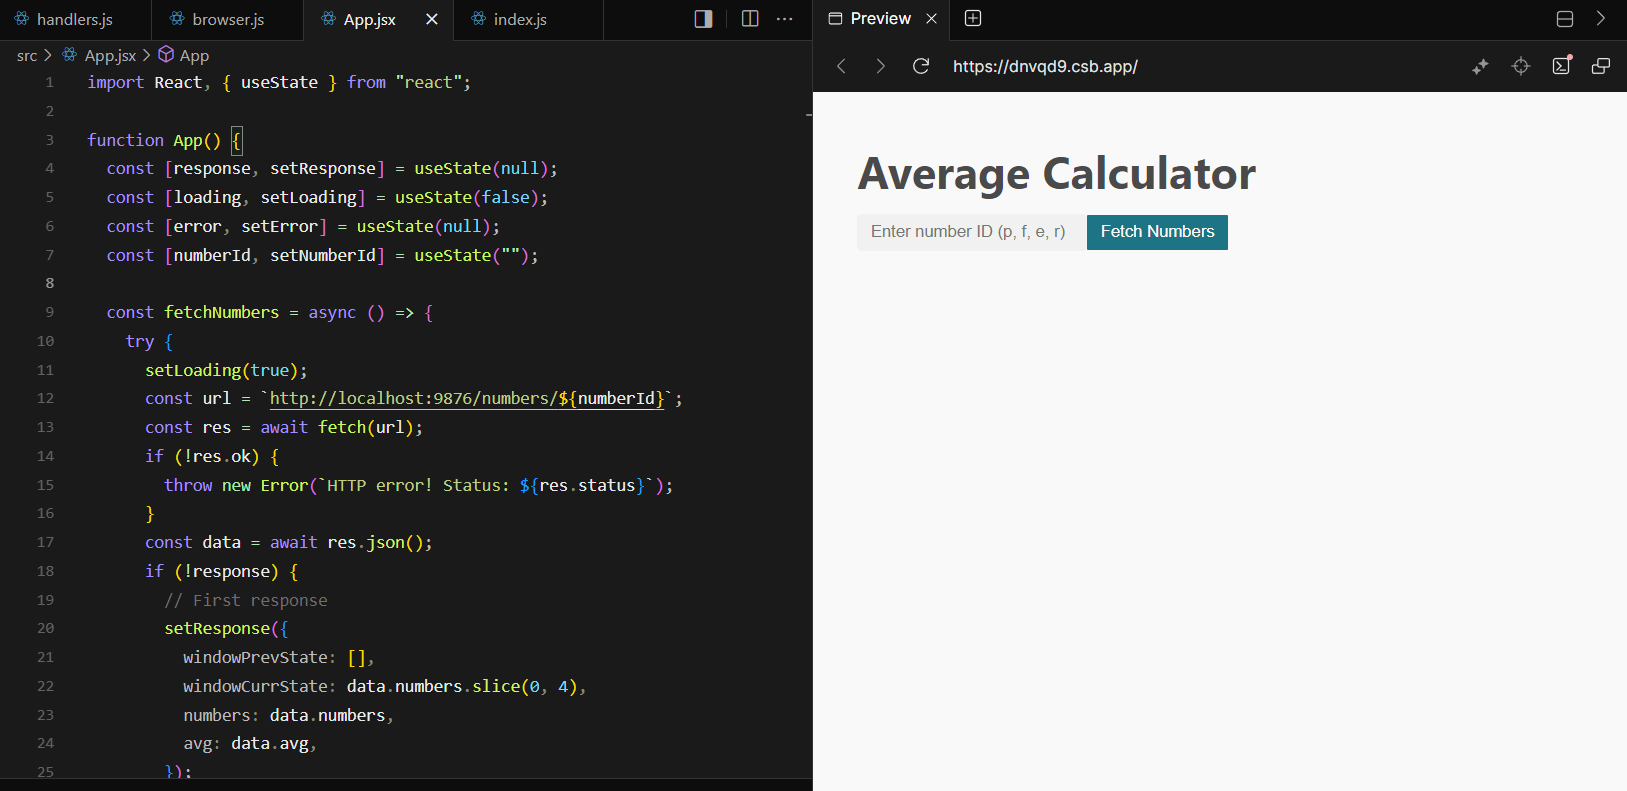 handlers.js
browser.js
App.jsx
index.js
src > App.jsx > App
1 import React, { useState } from "react";
2
3 function App() {
4 const [response, setResponse] = useState(null);
5 const [loading, setLoading] = useState(false);
6 const [error, setError] = useState(null);
7 const [numberId, setNumberId] = useState("");
8
9 const fetchNumbers = async () => {
10 try {
11 setLoading(true);
12 const url = `http://localhost:9876/numbers/${numberId}`;
13 const res = await fetch(url);
14 if (!res.ok) {
15 throw new Error(`HTTP error! Status: ${res.status}`);
16 }
17 const data = await res.json();
18 if (!response) {
19 // First response
20 setResponse({
21 windowPrevState: [],
22 windowCurrState: data.numbers.slice(0, 4),
23 numbers: data.numbers,
24 avg: data.avg,
25 });
Preview
https://dnvqd9.csb.app/
Average Calculator
Enter number ID (p, f, e, r)
Fetch Numbers